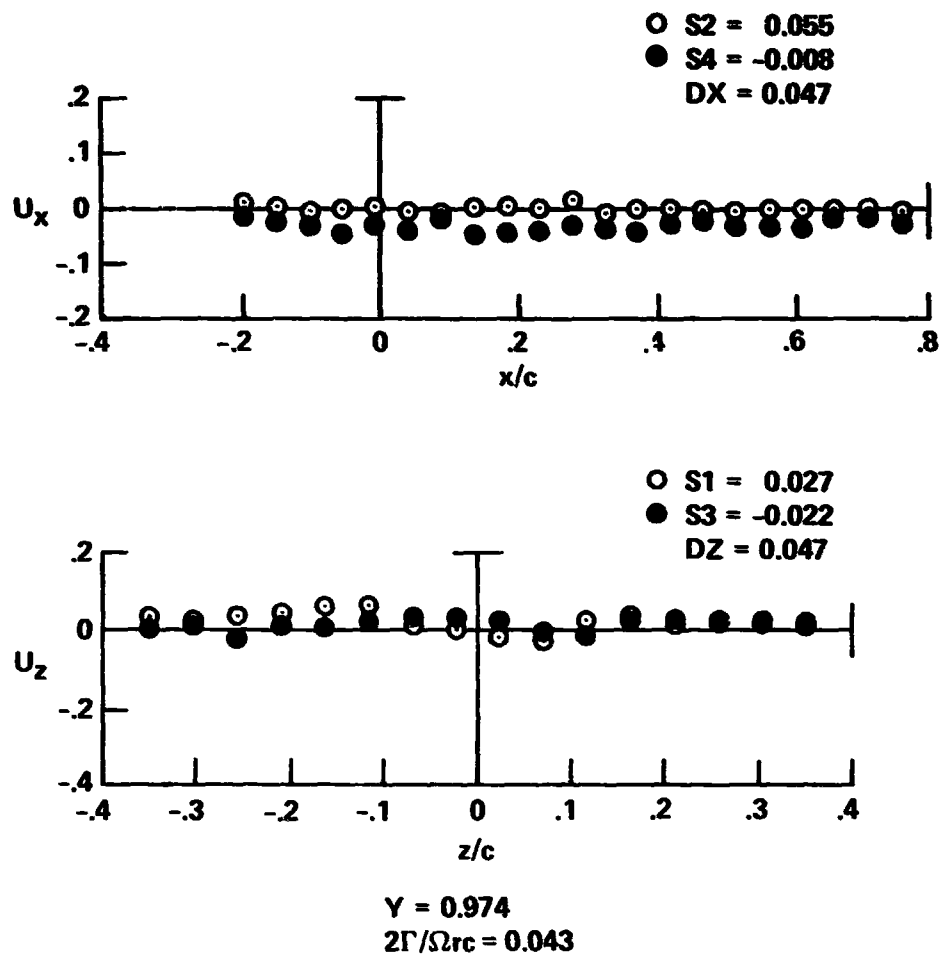 S2 = 0.055
S4 = -0.008
DX = 0.047
.2
.1
Ux
0
-.1
-.2
-.4 -.2 0 .2 .4 .6 .8
x/c
S1 = 0.027
S3 = -0.022
DZ = 0.047
.2
0
Uz
-.2
-.4
-.4 -.3 -.2 -.1 0 .1 .2 .3 .4
z/c
Y = 0.974
2Γ/Ωrc = 0.043